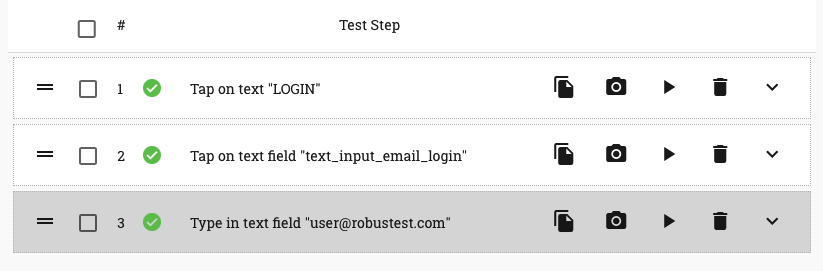 # Test Step
1 Tap on text "LOGIN"
2 Tap on text field "text_input_email_login"
3 Type in text field "user@robustest.com"